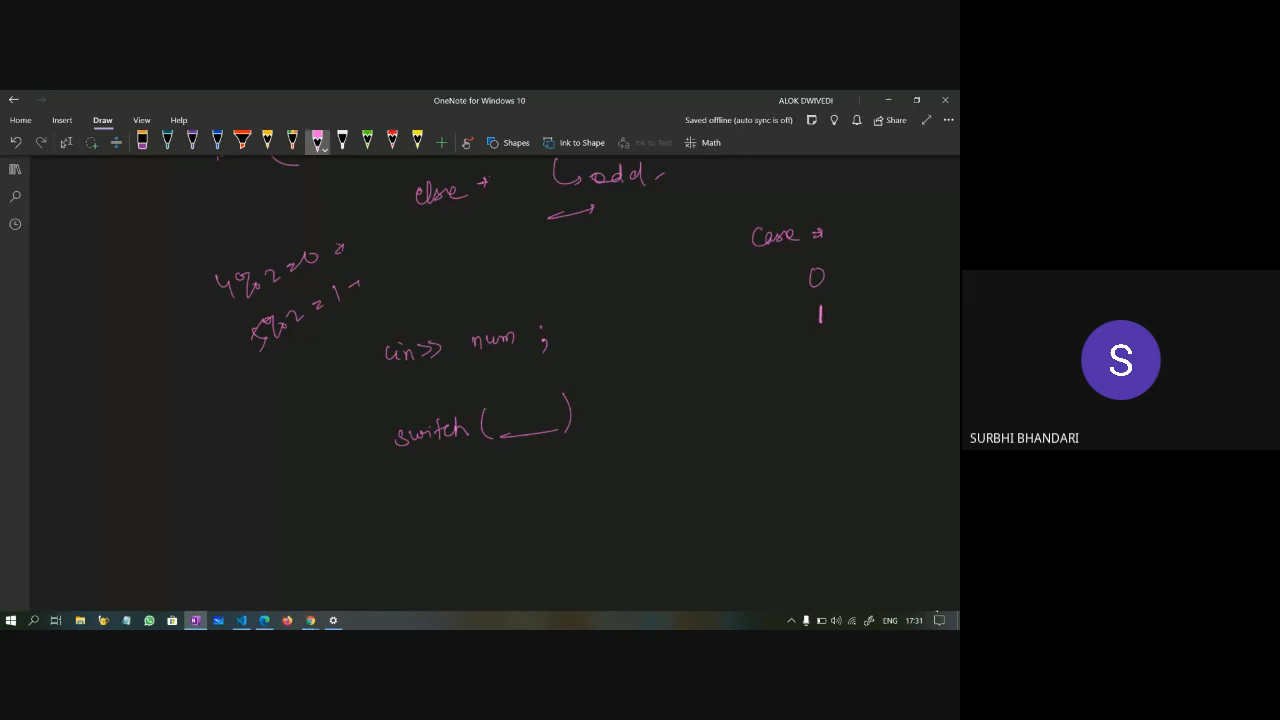 OneNote for Windows 10
ALOK DWIVEDI
Home Insert Draw View Help
Saved offline (auto sync is off)
Share
Shapes
Ink to Shape
Ink to Text
Math
else →
↳ odd
case ⇒
4%2=0
0
5%2=1
1
cin>> num ;
switch( )
S
SURBHI BHANDARI
ENG 17:31